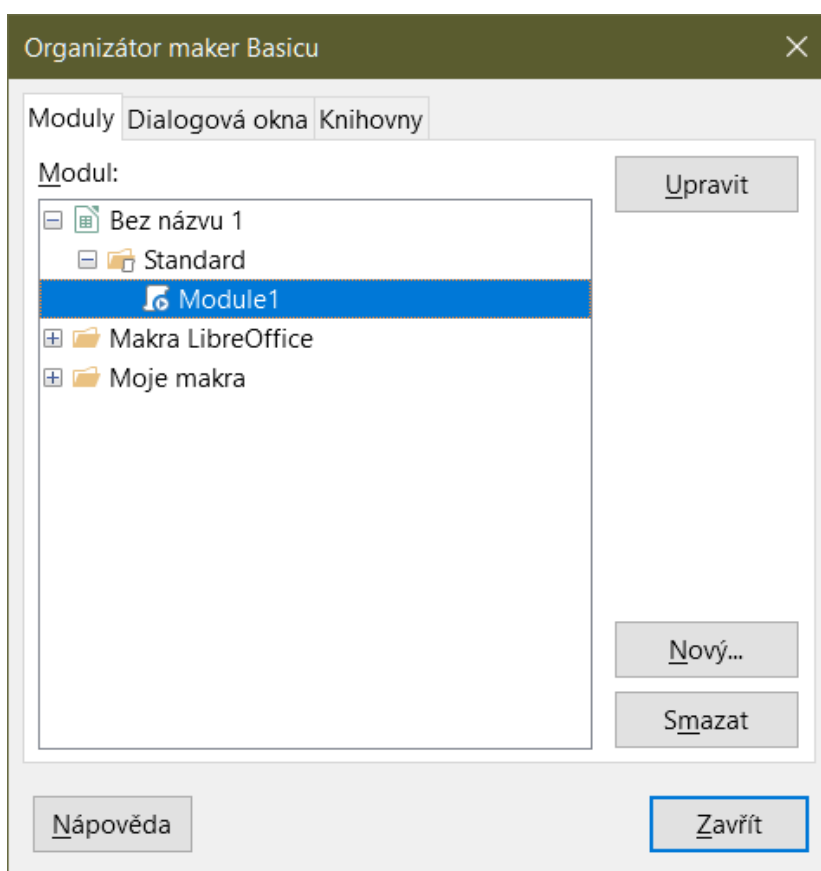 Organizátor maker Basicu
Moduly Dialogová okna Knihovny
Modul:
Upravit
Bez názvu 1
Standard
Module1
Makra LibreOffice
Moje makra
Nový...
Smazat
Nápověda
Zavřít